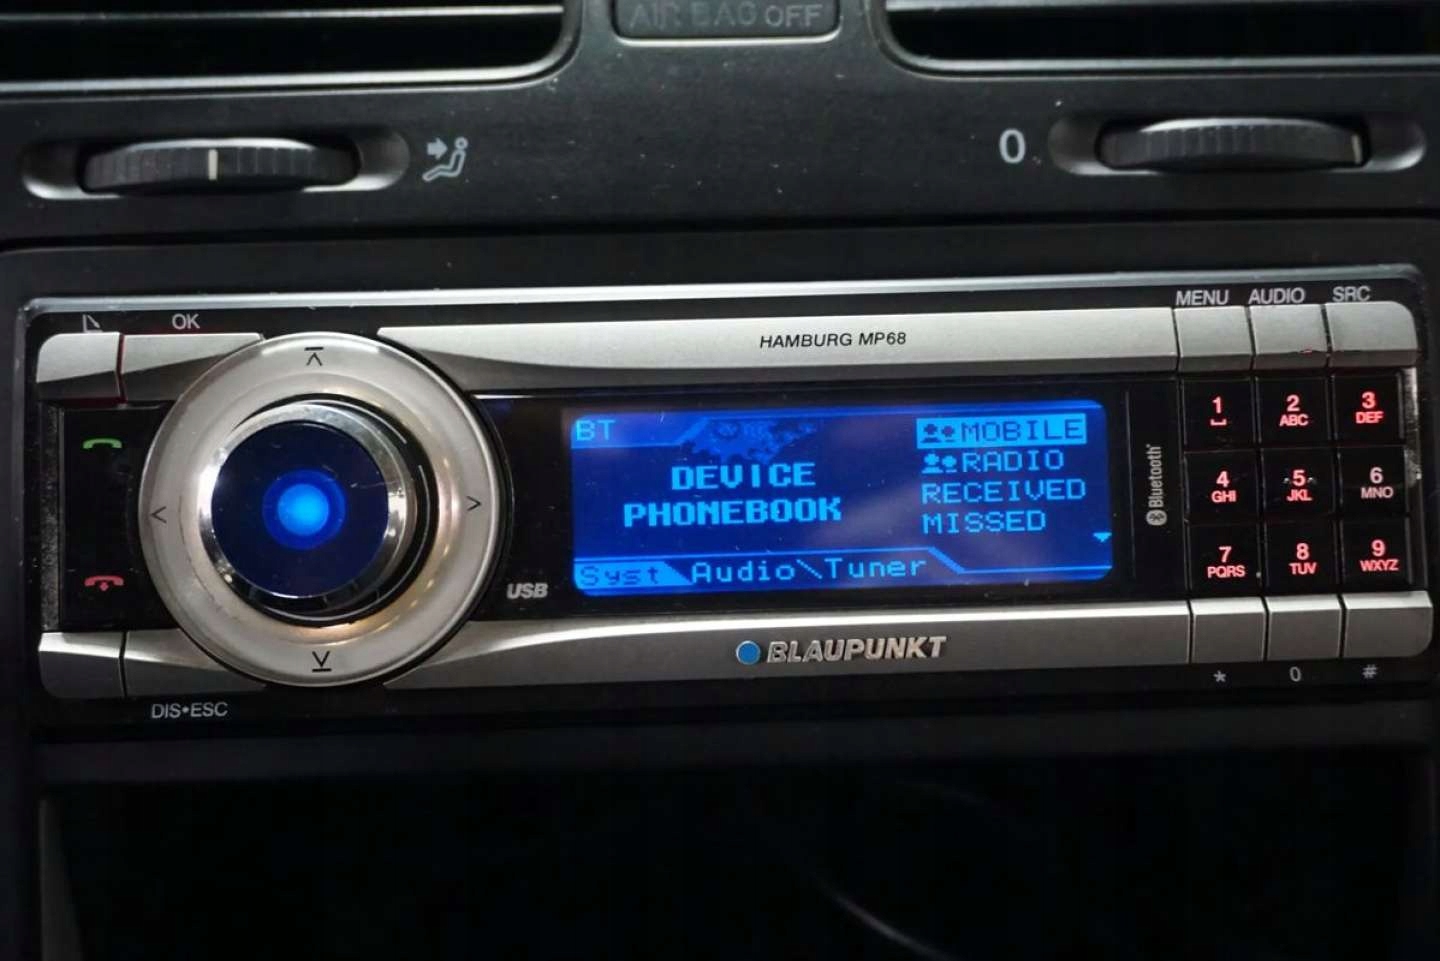 AIR BAG OFF
0
OK
MENU AUDIO SRC
HAMBURG MP68
BT
DEVICE
PHONEBOOK
MOBILE
RADIO
RECEIVED
MISSED
Syst Audio Tuner
Bluetooth
1
2 ABC
3 DEF
4 GHI
5 JKL
6 MNO
7 PQRS
8 TUV
9 WXYZ
USB
BLAUPUNKT
* 0 #
DIS•ESC